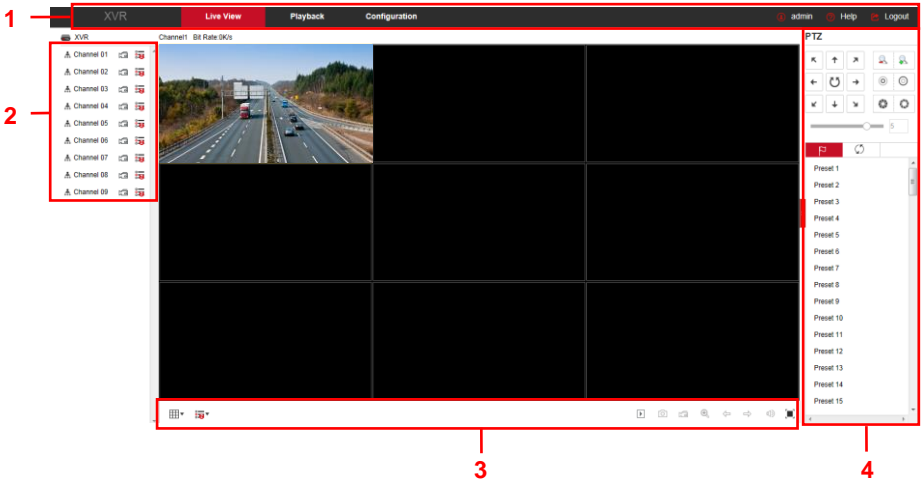 1
XVR Live View Playback Configuration admin Help Logout
XVR
Channel1 Bit Rate:0K/s
PTZ
2
Channel 01
Channel 02
Channel 03
Channel 04
Channel 05
Channel 06
Channel 07
Channel 08
Channel 09
5
Preset 1
Preset 2
Preset 3
Preset 4
Preset 5
Preset 6
Preset 7
Preset 8
Preset 9
Preset 10
Preset 11
Preset 12
Preset 13
Preset 14
Preset 15
3
4